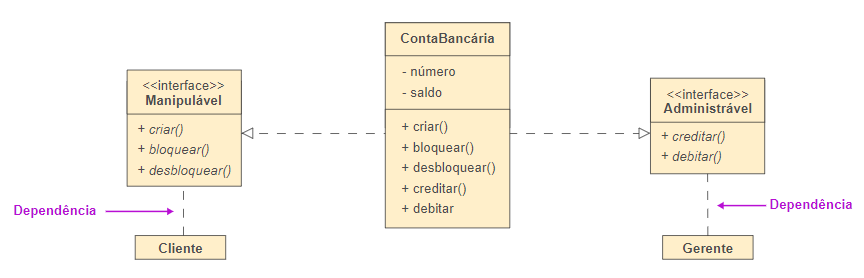 <<interface>>
Manipulável
+ criar()
+ bloquear()
+ desbloquear()
Dependência
Cliente
ContaBancária
- número
- saldo
+ criar()
+ bloquear()
+ desbloquear()
+ creditar()
+ debitar
<<interface>>
Administrável
+ creditar()
+ debitar()
Dependência
Gerente